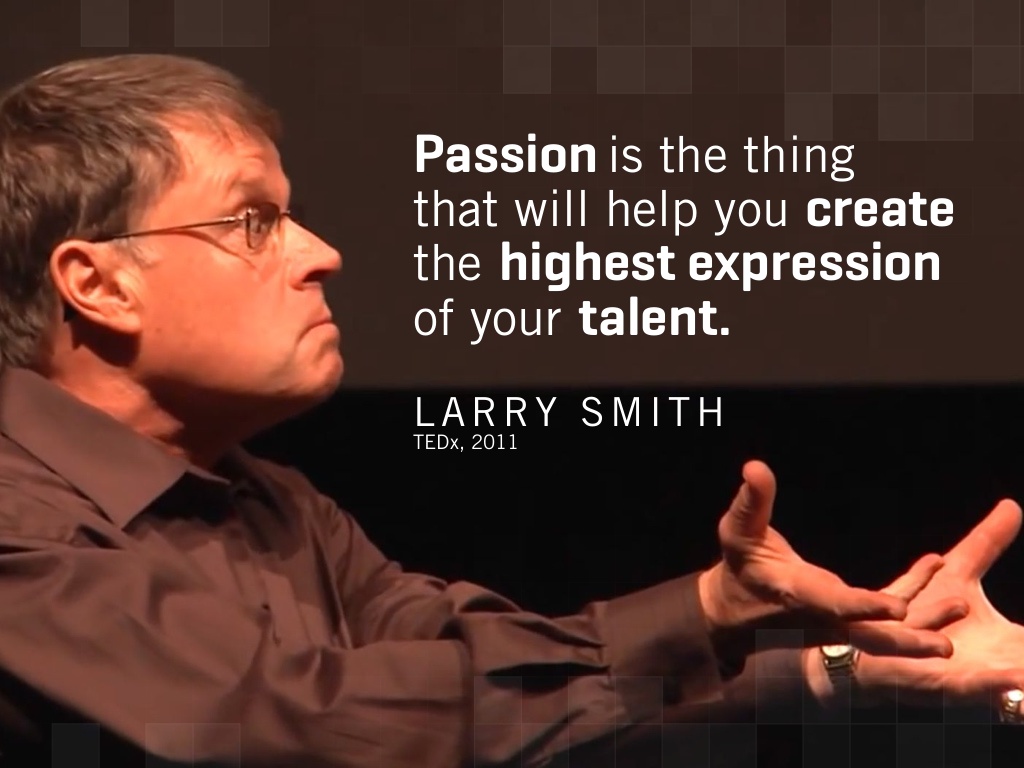 Passion is the thing
that will help you create
the highest expression
of your talent.
LARRY SMITH
TEDx, 2011